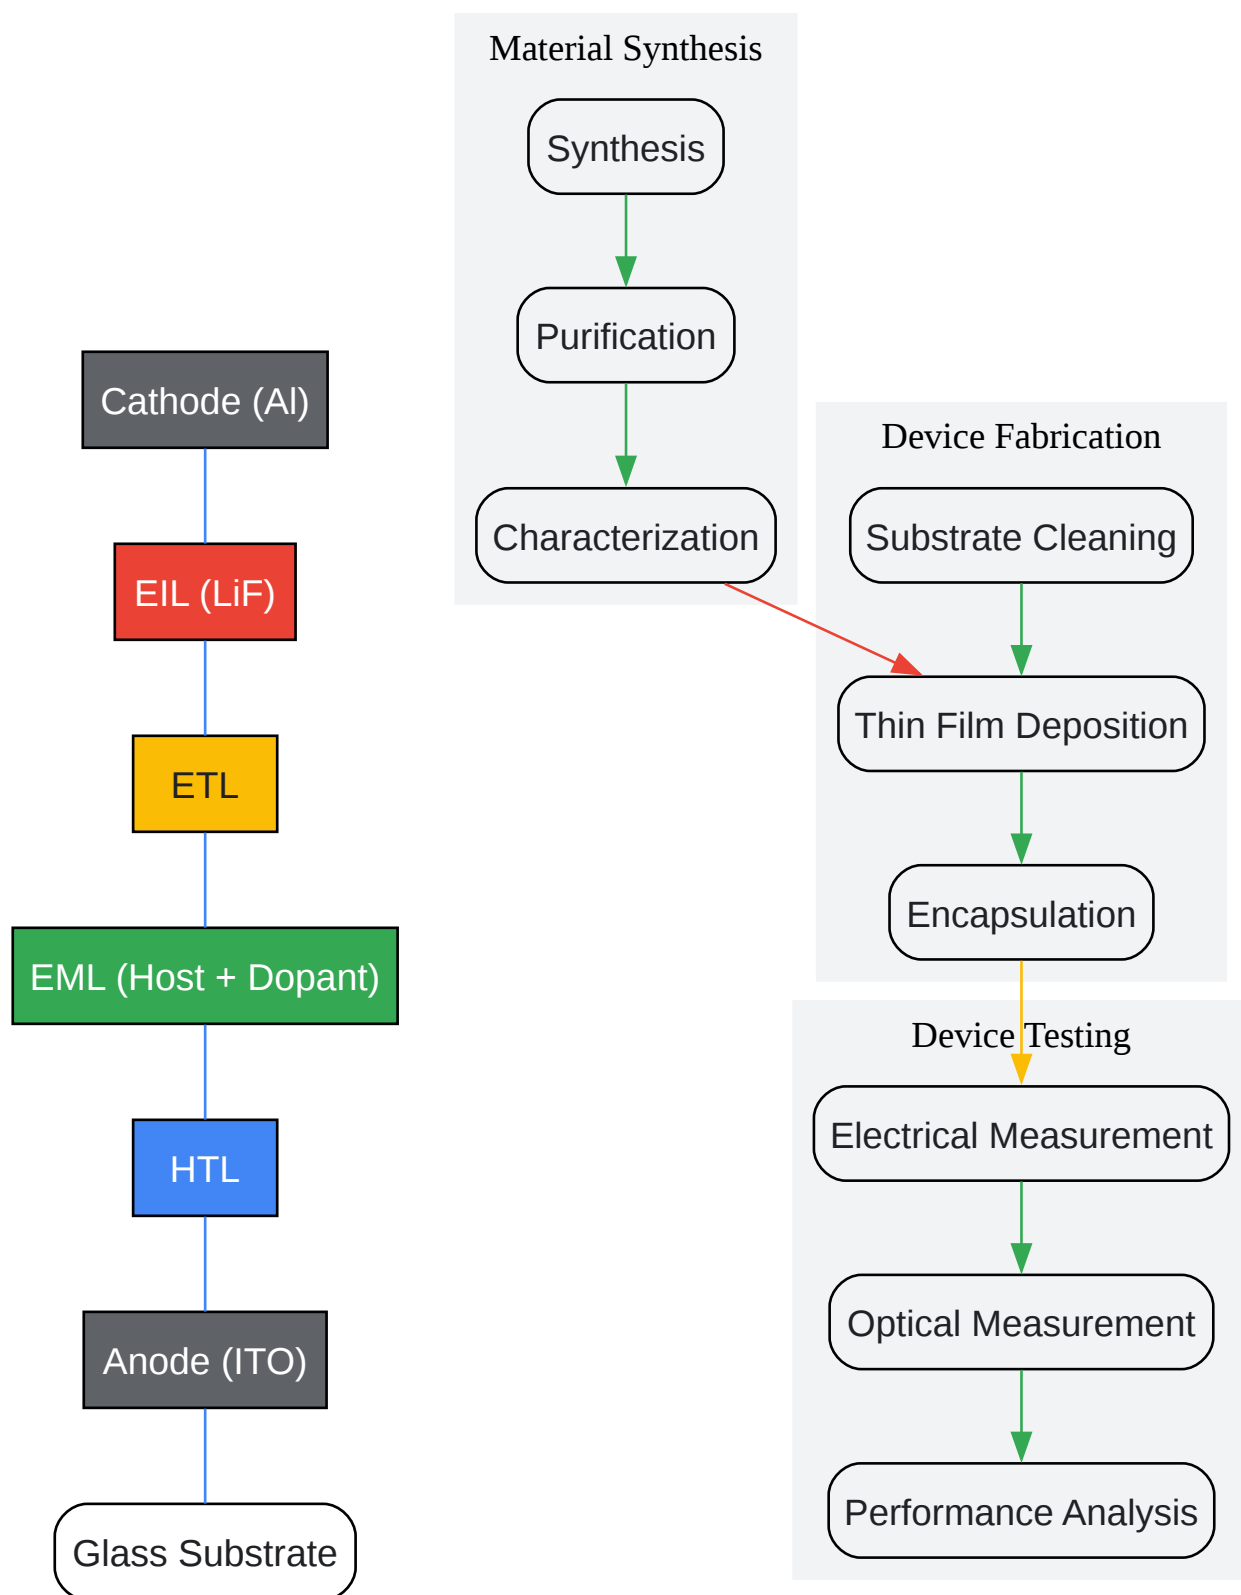 Cathode (Al)
EIL (LiF)
ETL
EML (Host + Dopant)
HTL
Anode (ITO)
Glass Substrate
Material Synthesis
Synthesis
Purification
Characterization
Device Fabrication
Substrate Cleaning
Thin Film Deposition
Encapsulation
Device Testing
Electrical Measurement
Optical Measurement
Performance Analysis